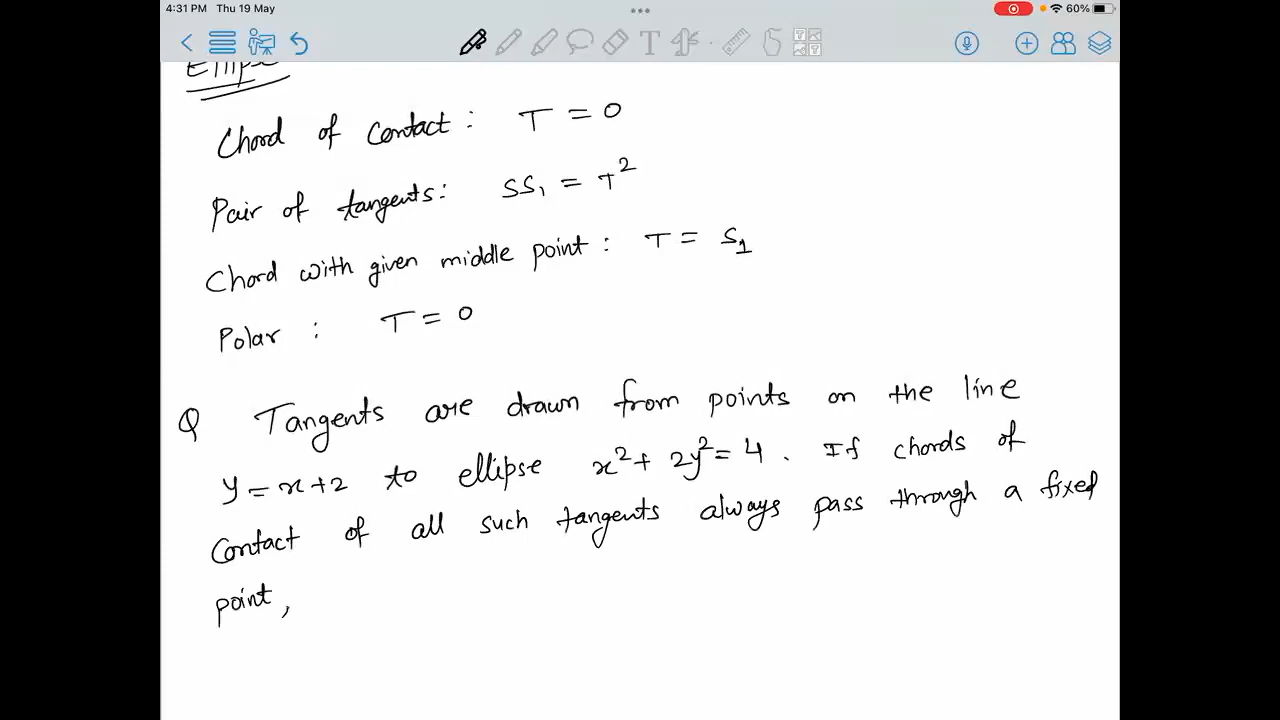 4:31 PM Thu 19 May
60%
Ellipse
Chord of Contact : T = 0
Pair of tangents: SS₁ = T²
Chord with given middle point : T = S₁
Polar : T = 0
Q Tangents are drawn from points on the line
y = x+2 to ellipse x² + 2y² = 4 . If chords of
Contact of all such tangents always pass through a fixed
point,